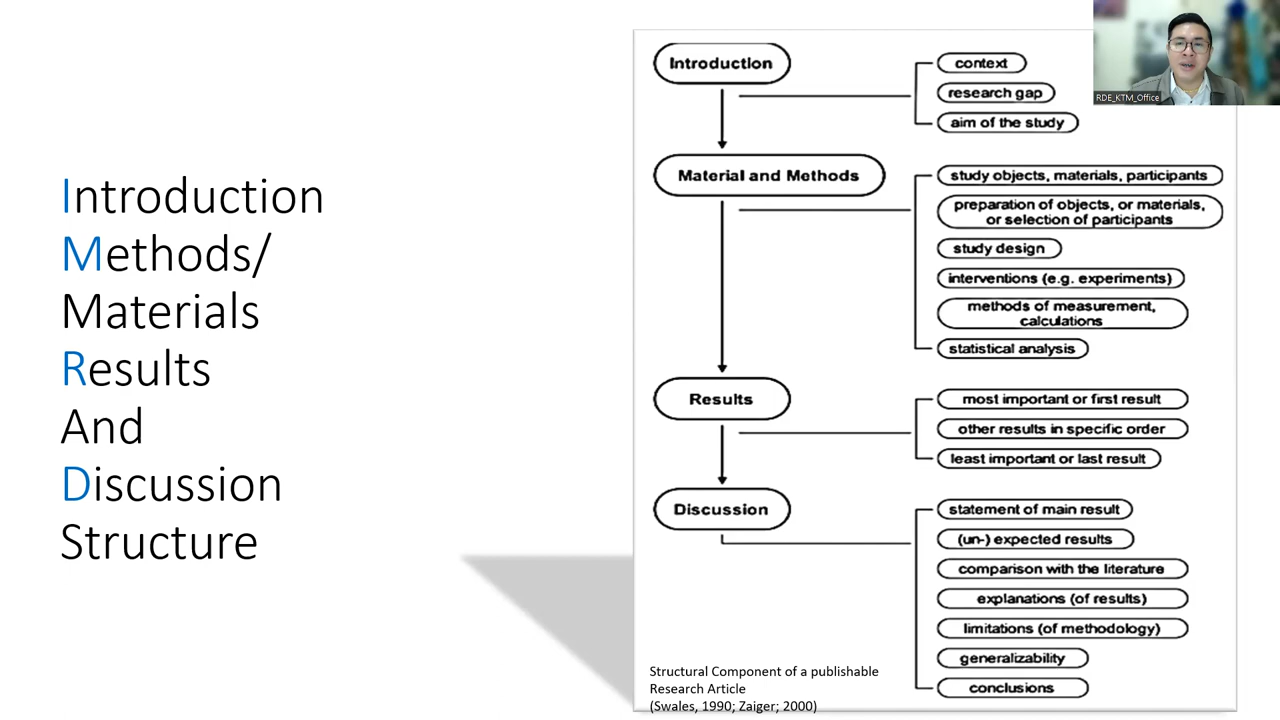 Introduction
Methods/
Materials
Results
And
Discussion
Structure
Introduction
context
research gap
aim of the study
Material and Methods
study objects, materials, participants
preparation of objects, or materials,
or selection of participants
study design
interventions (e.g. experiments)
methods of measurement,
calculations
statistical analysis
Results
most important or first result
other results in specific order
least important or last result
Discussion
statement of main result
(un-) expected results
comparison with the literature
explanations (of results)
limitations (of methodology)
generalizability
conclusions
Structural Component of a publishable
Research Article
(Swales, 1990; Zaiger; 2000)
RDE_KTM_Office